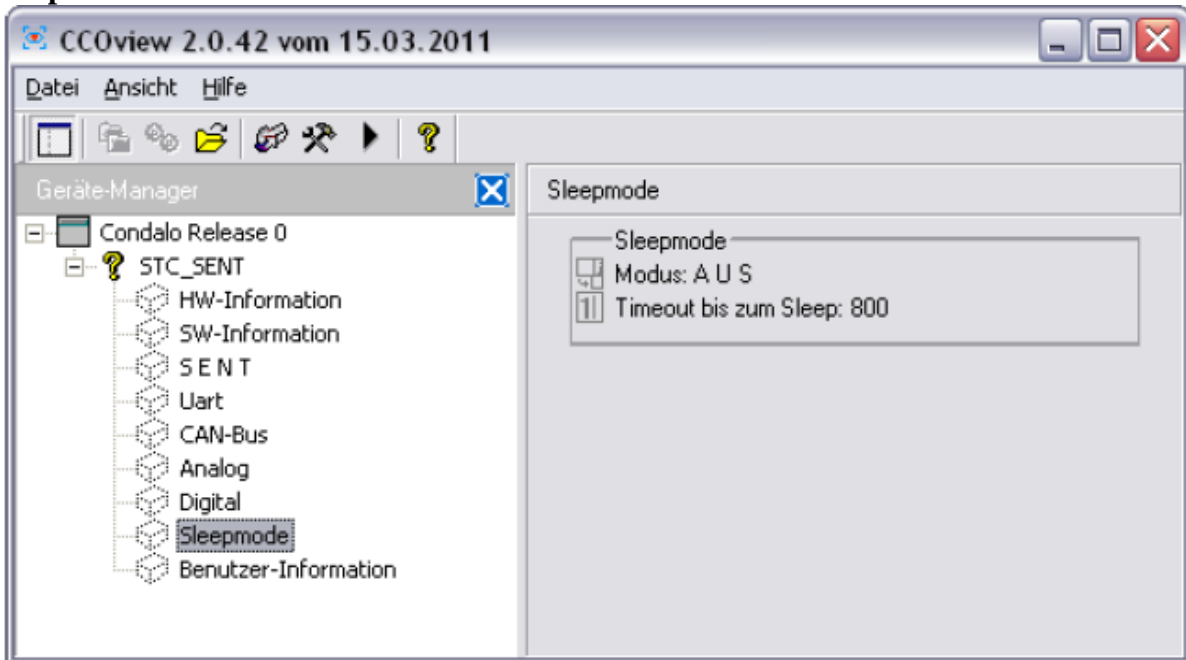 CCOview 2.0.42 vom 15.03.2011
Datei Ansicht Hilfe
Geräte-Manager
Sleepmode
Condalo Release 0
STC_SENT
HW-Information
SW-Information
S E N T
Uart
CAN-Bus
Analog
Digital
Sleepmode
Benutzer-Information
Sleepmode
Modus: A U S
Timeout bis zum Sleep: 800